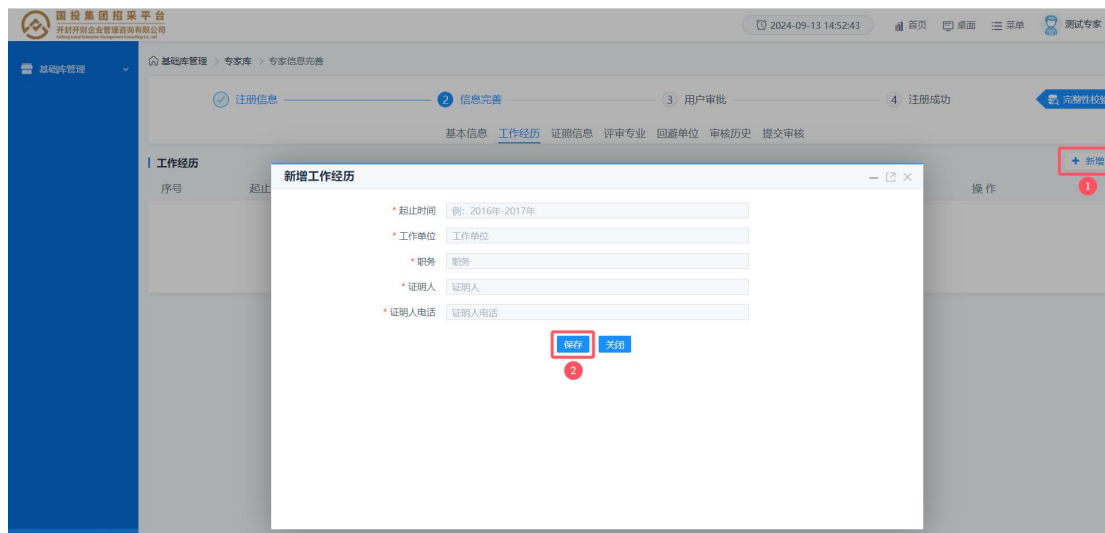 国投集团招采平台
开封开财企业管理咨询有限公司
2024-09-13 14:52:43 首页 桌面 菜单 测试专家
基础库管理
基础库管理 > 专家库 > 专家信息完善
注册信息 2 信息完善 3 用户审批 4 注册成功 完整性校验
基本信息 工作经历 证照信息 评审专业 回避单位 审核历史 提交审核
工作经历
+ 新增
序号 起止 操作
1
新增工作经历
* 起止时间 例：2016年-2017年
* 工作单位 工作单位
* 职务 职务
* 证明人 证明人
* 证明人电话 证明人电话
保存 关闭
2